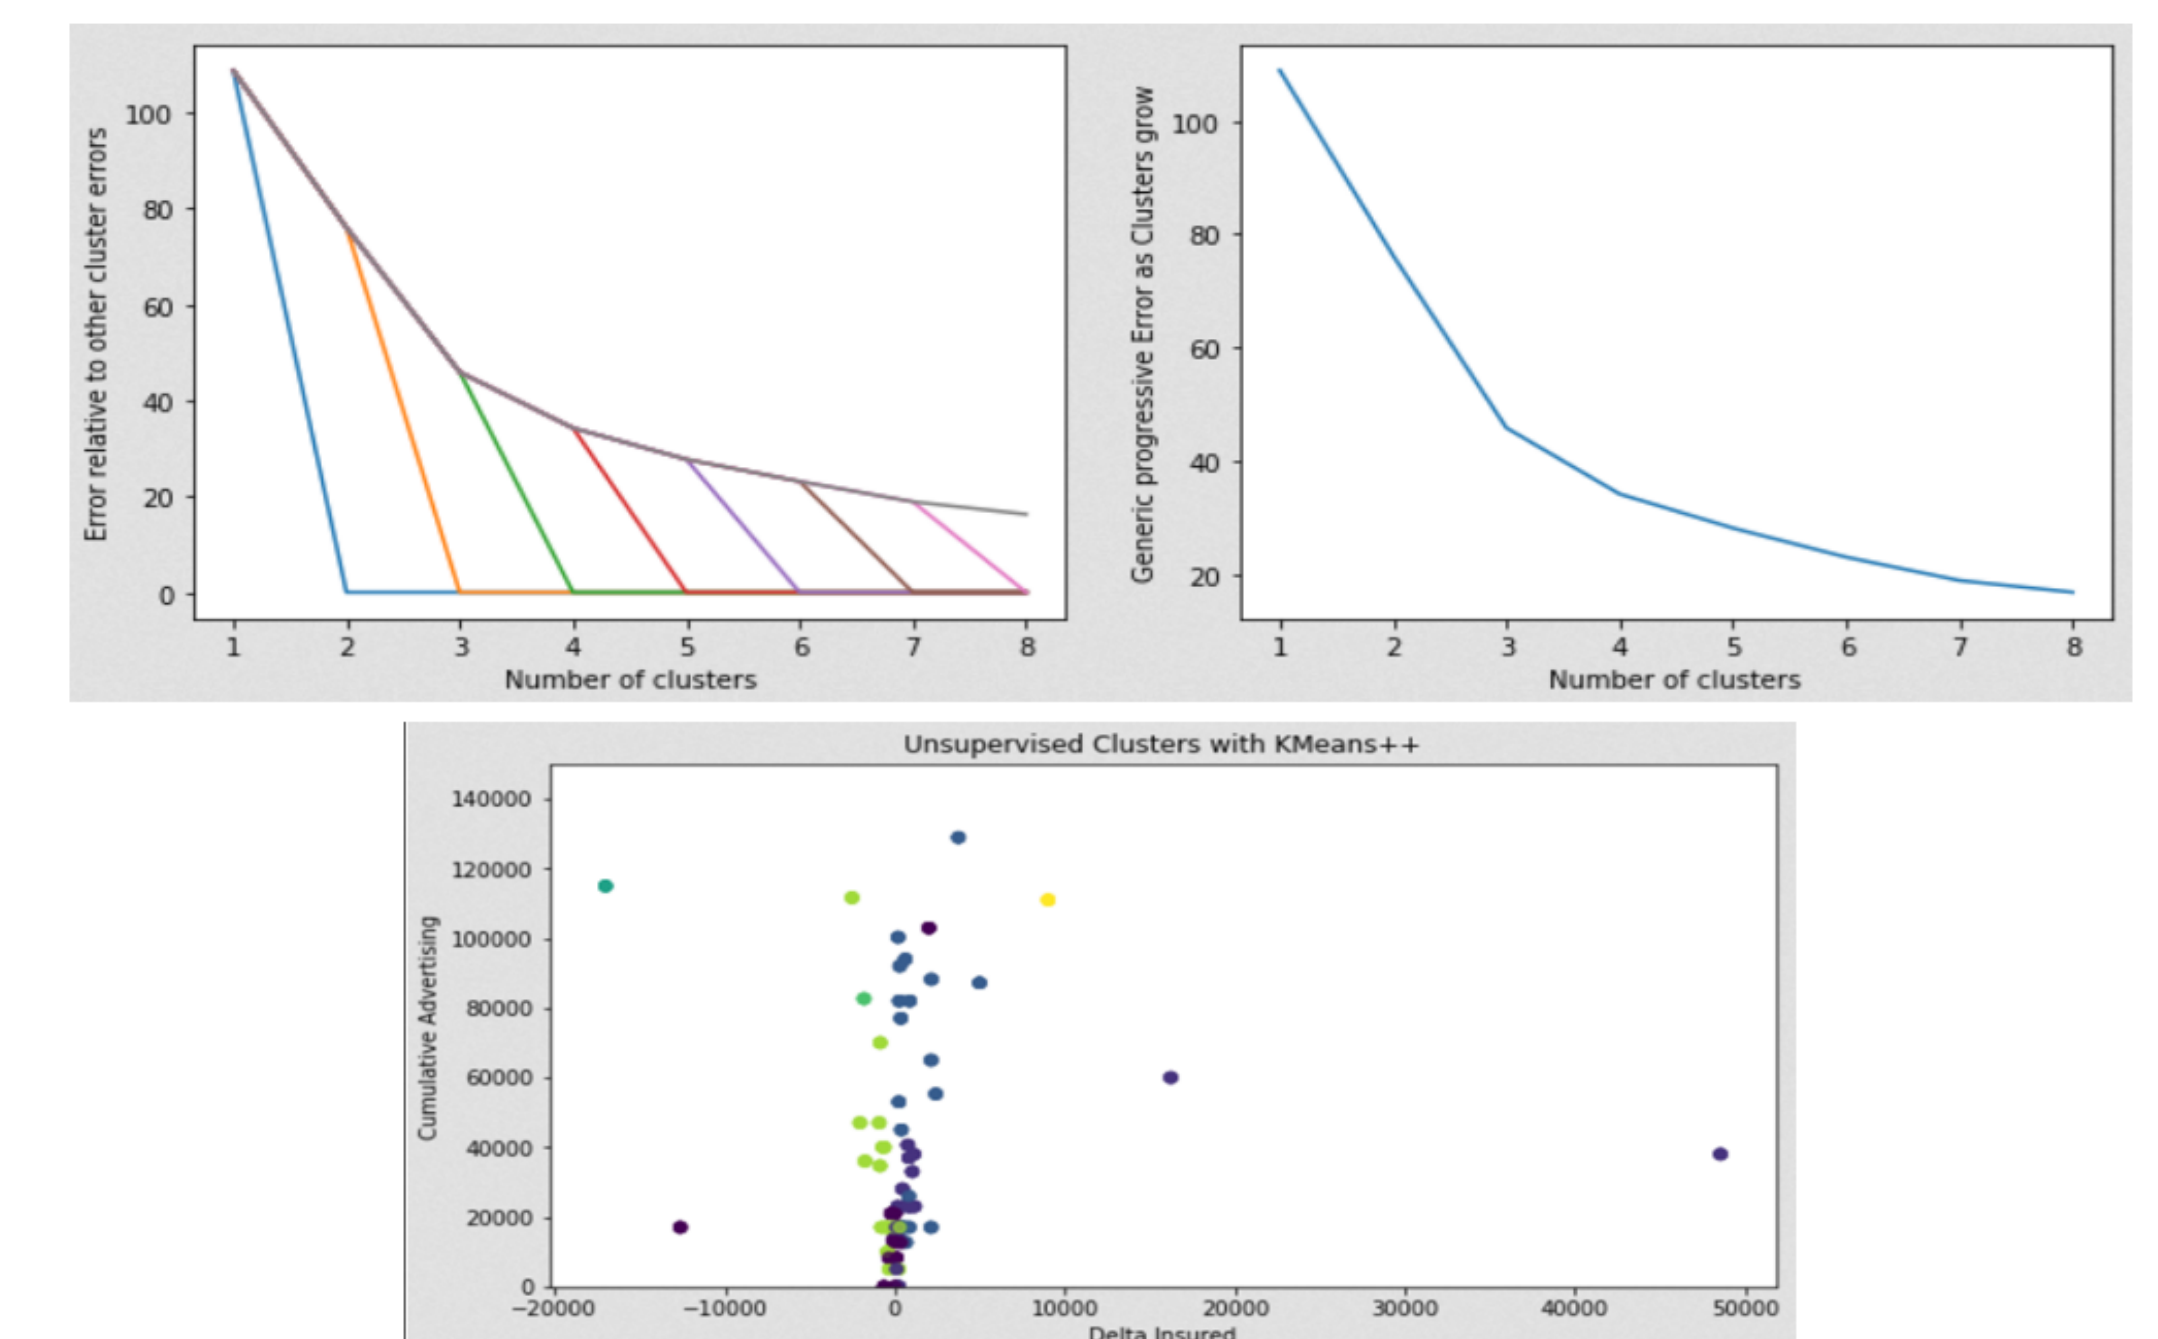 Error relative to other cluster errors
100
80
60
40
20
0
1 2 3 4 5 6 7 8
Number of clusters
Generic progressive Error as Clusters grow
100
80
60
40
20
1 2 3 4 5 6 7 8
Number of clusters
Unsupervised Clusters with KMeans++
Cumulative Advertising
140000
120000
100000
80000
60000
40000
20000
0
−20000 −10000 0 10000 20000 30000 40000 50000
Delta Insured